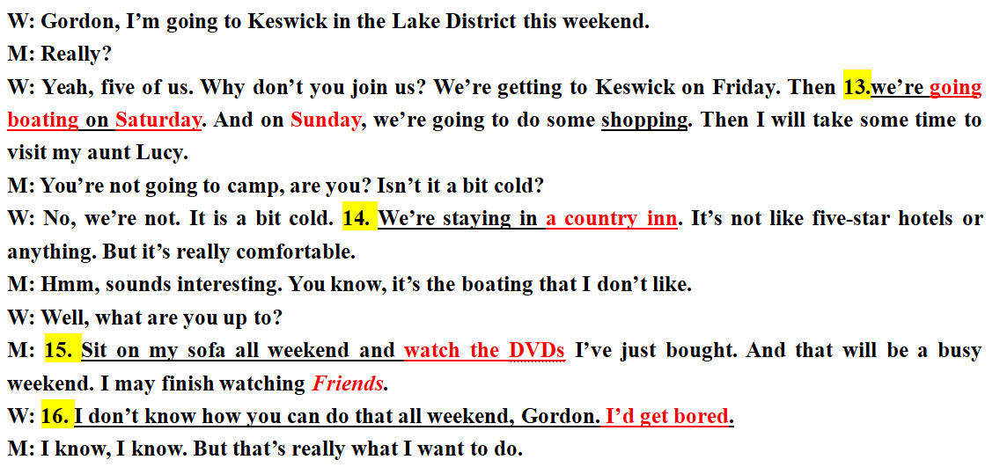 W: Gordon, I’m going to Keswick in the Lake District this weekend.
M: Really?
W: Yeah, five of us. Why don’t you join us? We’re getting to Keswick on Friday. Then 13.we’re going
boating on Saturday. And on Sunday, we’re going to do some shopping. Then I will take some time to
visit my aunt Lucy.
M: You’re not going to camp, are you? Isn’t it a bit cold?
W: No, we’re not. It is a bit cold. 14. We’re staying in a country inn. It’s not like five-star hotels or
anything. But it’s really comfortable.
M: Hmm, sounds interesting. You know, it’s the boating that I don’t like.
W: Well, what are you up to?
M: 15. Sit on my sofa all weekend and watch the DVDs I’ve just bought. And that will be a busy
weekend. I may finish watching Friends.
W: 16. I don’t know how you can do that all weekend, Gordon. I’d get bored.
M: I know, I know. But that’s really what I want to do.